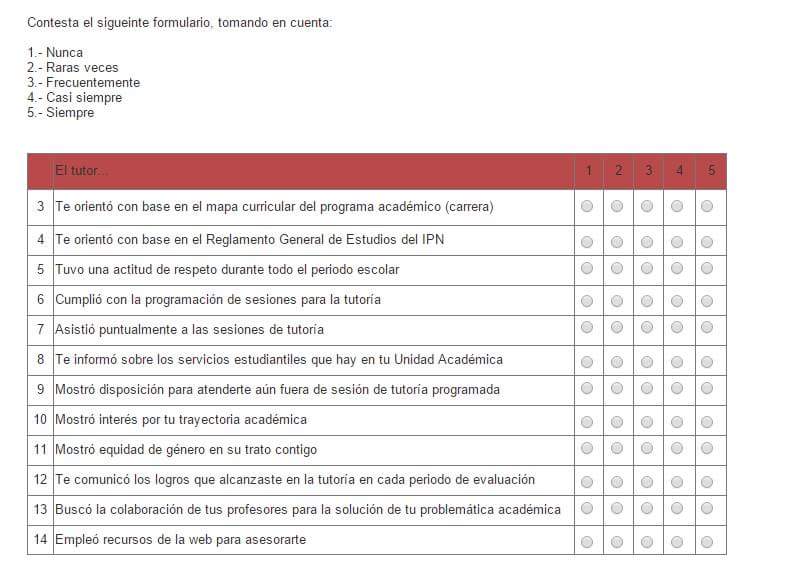 Contesta el sigueinte formulario, tomando en cuenta:
1.- Nunca
2.- Raras veces
3.- Frecuentemente
4.- Casi siempre
5.- Siempre
El tutor... 1 2 3 4 5
3 Te orientó con base en el mapa curricular del programa académico (carrera)
4 Te orientó con base en el Reglamento General de Estudios del IPN
5 Tuvo una actitud de respeto durante todo el periodo escolar
6 Cumplió con la programación de sesiones para la tutoría
7 Asistió puntualmente a las sesiones de tutoría
8 Te informó sobre los servicios estudiantiles que hay en tu Unidad Académica
9 Mostró disposición para atenderte aún fuera de sesión de tutoría programada
10 Mostró interés por tu trayectoria académica
11 Mostró equidad de género en su trato contigo
12 Te comunicó los logros que alcanzaste en la tutoría en cada periodo de evaluación
13 Buscó la colaboración de tus profesores para la solución de tu problemática académica
14 Empleó recursos de la web para asesorarte